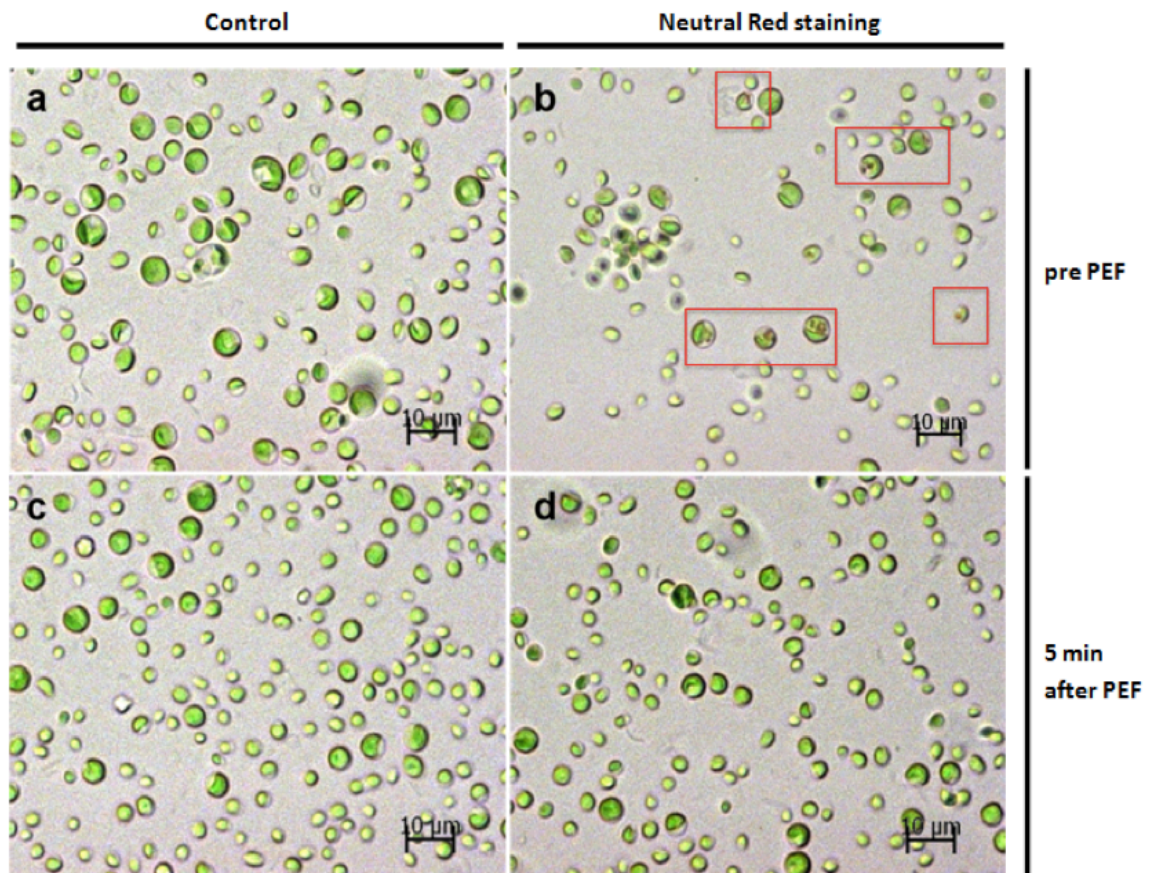 Control
Neutral Red staining
a
b
pre PEF
10 µm
10 µm
c
d
5 min
after PEF
10 µm
10 µm